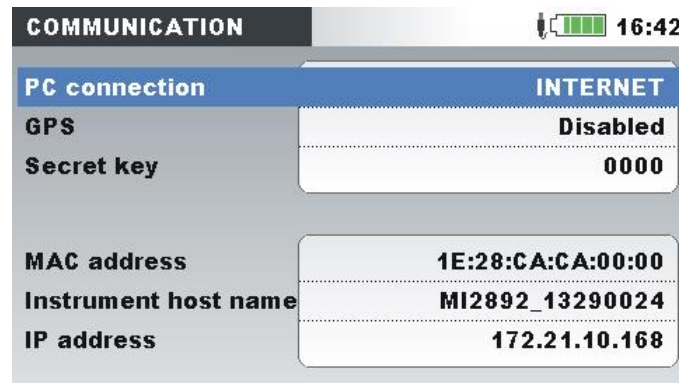 COMMUNICATION 16:42
PC connection INTERNET
GPS Disabled
Secret key 0000
MAC address 1E:28:CA:CA:00:00
Instrument host name MI2892_13290024
IP address 172.21.10.168